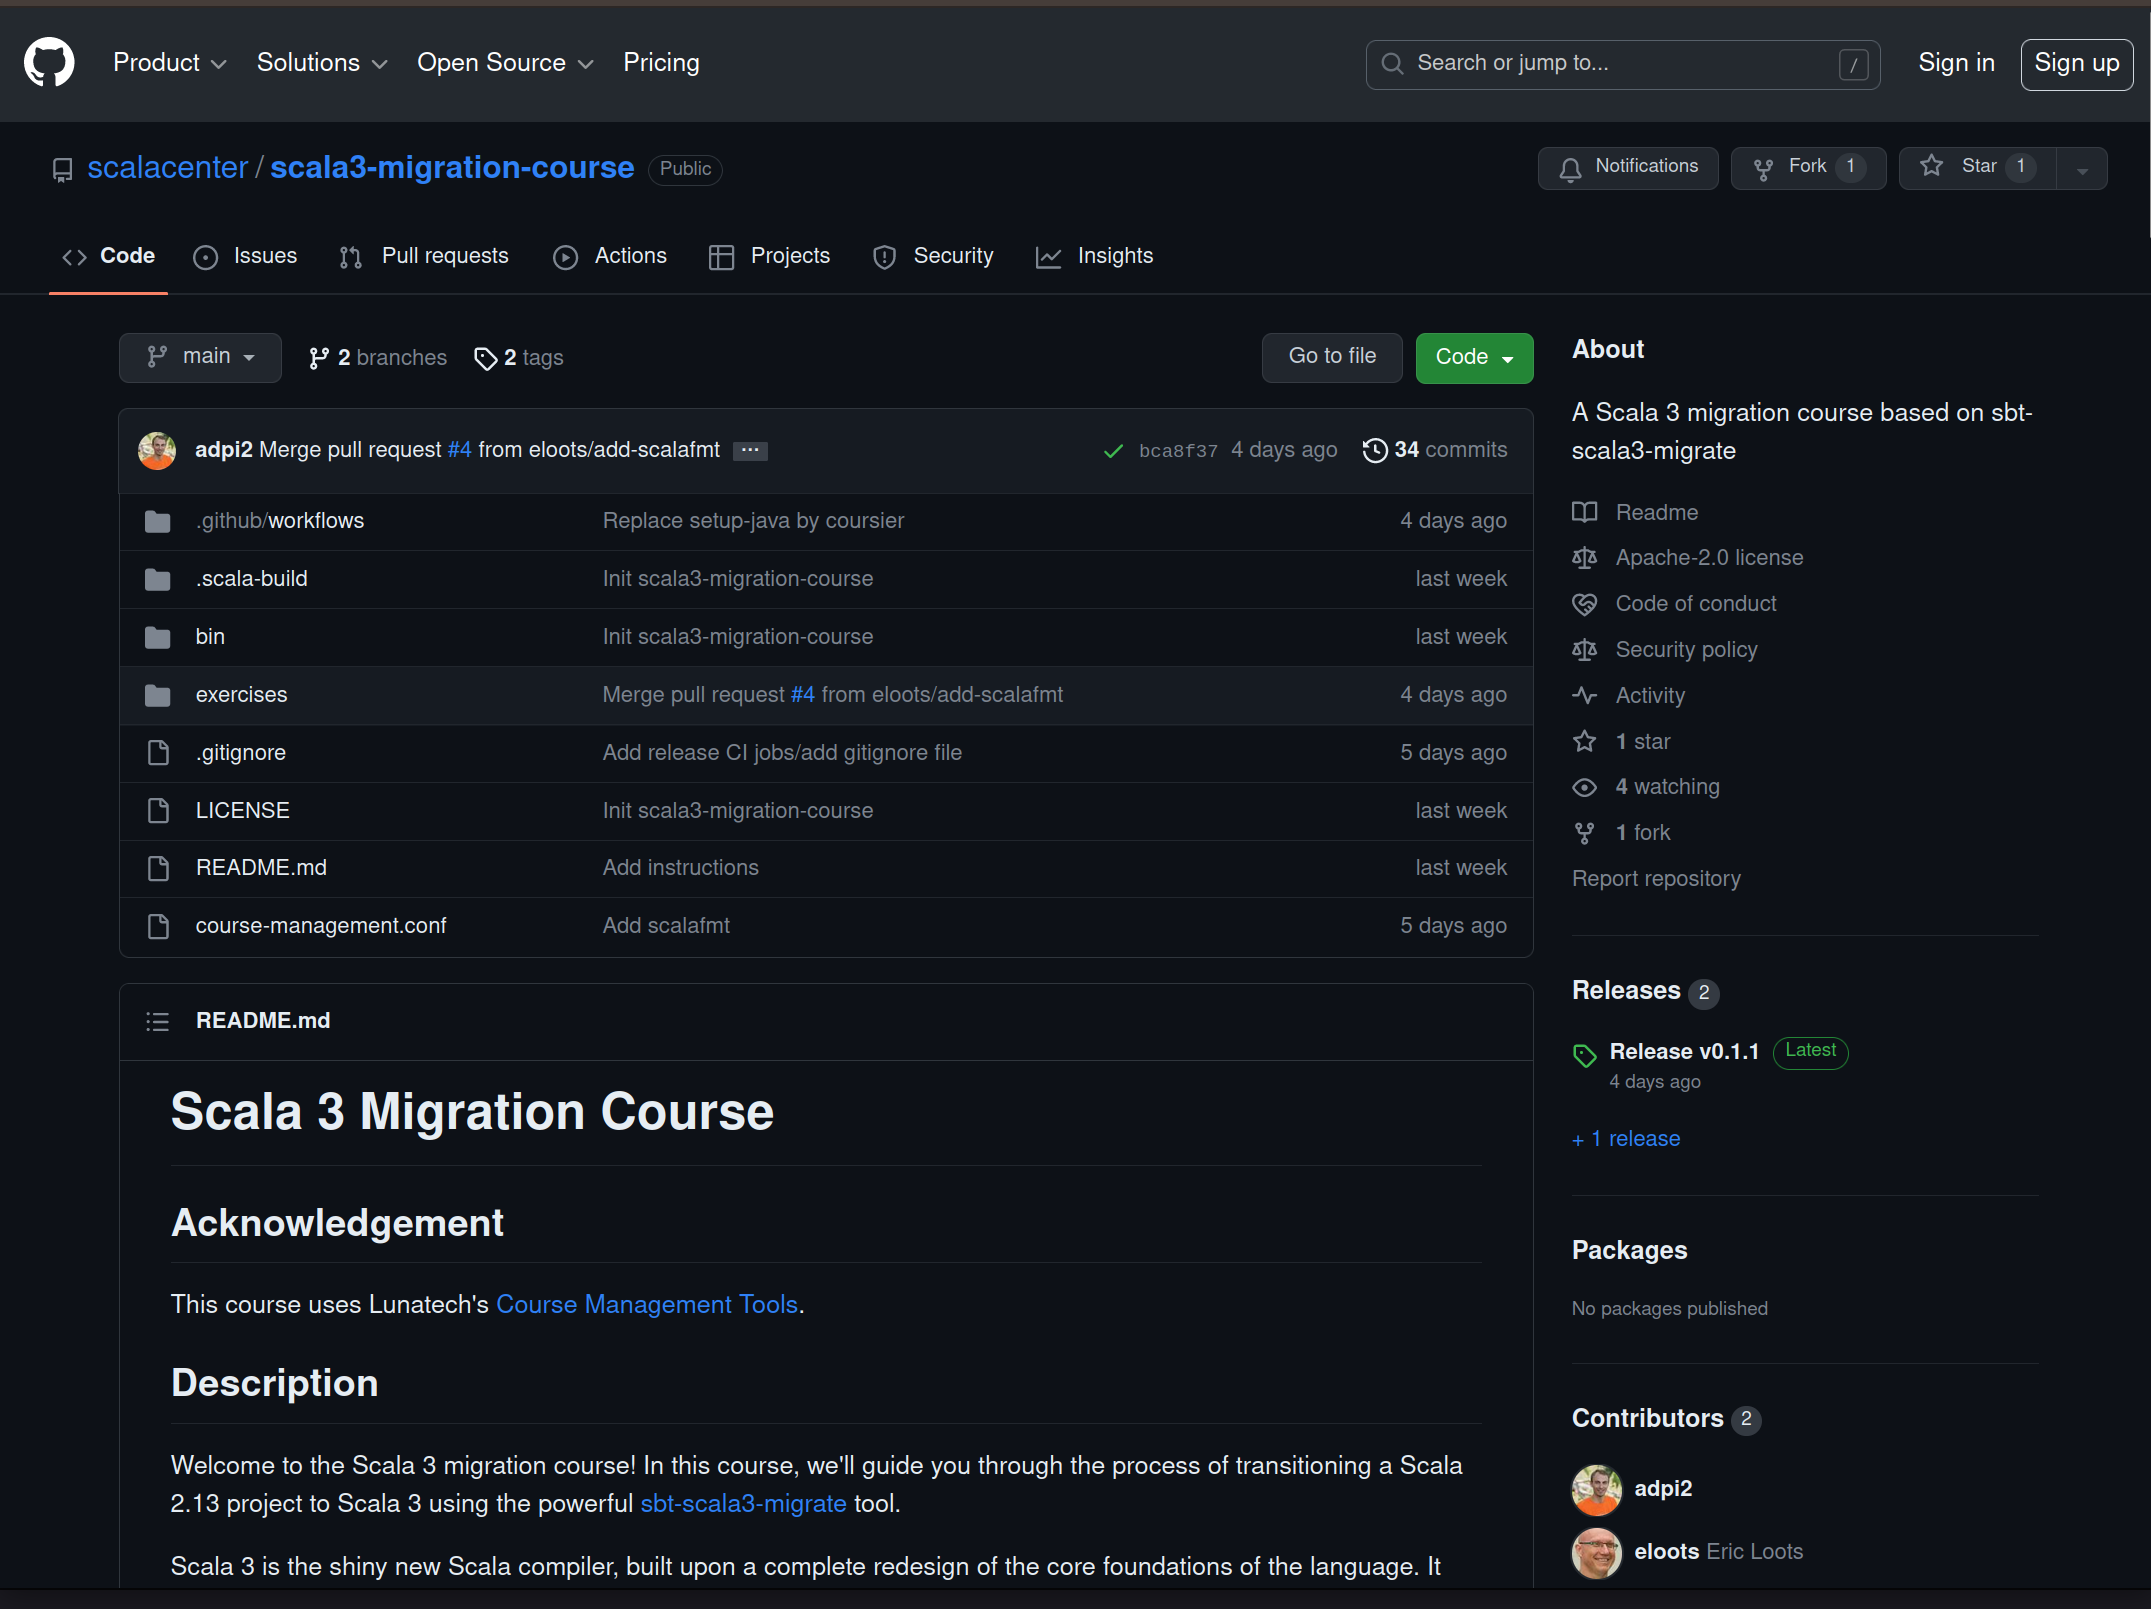 Product Solutions Open Source Pricing Search or jump to... / Sign in Sign up
scalacenter / scala3-migration-course Public Notifications Fork 1 Star 1
Code Issues Pull requests Actions Projects Security Insights
main 2 branches 2 tags Go to file Code
adpi2 Merge pull request #4 from eloots/add-scalafmt ... bca8f37 4 days ago 34 commits
.github/workflows Replace setup-java by coursier 4 days ago
.scala-build Init scala3-migration-course last week
bin Init scala3-migration-course last week
exercises Merge pull request #4 from eloots/add-scalafmt 4 days ago
.gitignore Add release CI jobs/add gitignore file 5 days ago
LICENSE Init scala3-migration-course last week
README.md Add instructions last week
course-management.conf Add scalafmt 5 days ago
README.md
Scala 3 Migration Course
Acknowledgement
This course uses Lunatech's Course Management Tools.
Description
Welcome to the Scala 3 migration course! In this course, we'll guide you through the process of transitioning a Scala
2.13 project to Scala 3 using the powerful sbt-scala3-migrate tool.
Scala 3 is the shiny new Scala compiler, built upon a complete redesign of the core foundations of the language. It
About
A Scala 3 migration course based on sbt-
scala3-migrate
Readme
Apache-2.0 license
Code of conduct
Security policy
Activity
1 star
4 watching
1 fork
Report repository
Releases 2
Release v0.1.1 Latest
4 days ago
+ 1 release
Packages
No packages published
Contributors 2
adpi2
eloots Eric Loots